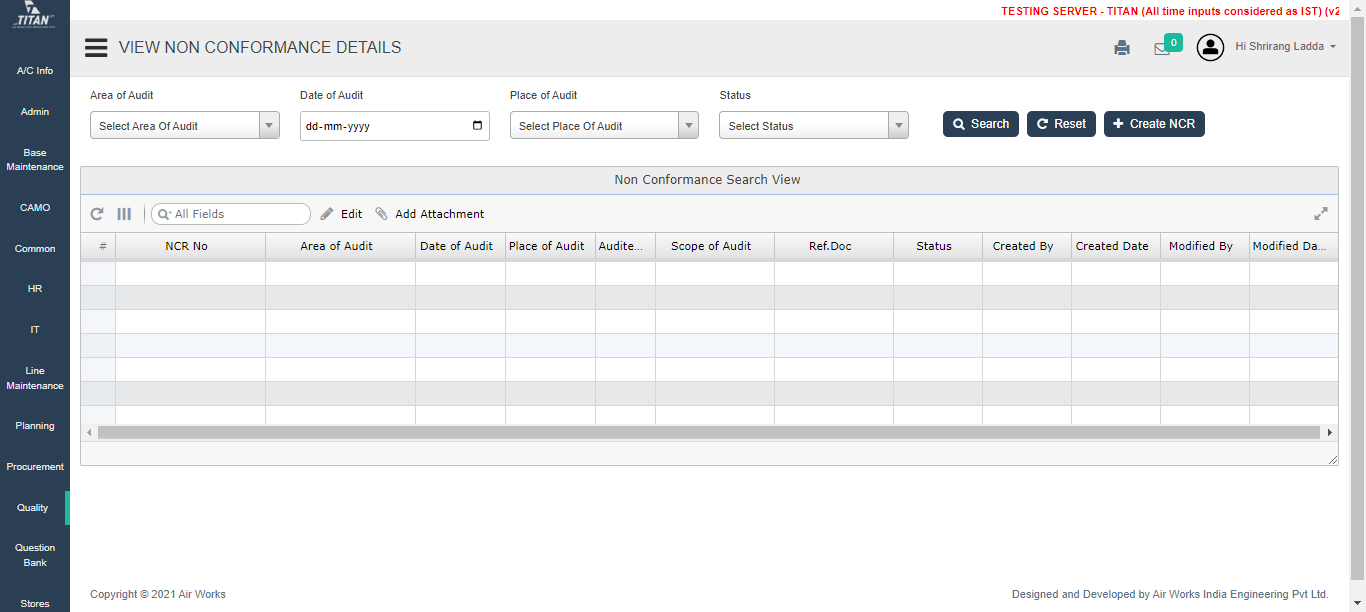 TITAN
TESTING SERVER - TITAN (All time inputs considered as IST) (v2
VIEW NON CONFORMANCE DETAILS
0
Hi Shrirang Ladda
A/C Info
Admin
Base
Maintenance
CAMO
Common
HR
IT
Line
Maintenance
Planning
Procurement
Quality
Question
Bank
Stores
Area of Audit
Date of Audit
Place of Audit
Status
Select Area Of Audit
dd-mm-yyyy
Select Place Of Audit
Select Status
Search
Reset
Create NCR
Non Conformance Search View
All Fields
Edit
Add Attachment
# NCR No Area of Audit Date of Audit Place of Audit Audite... Scope of Audit Ref.Doc Status Created By Created Date Modified By Modified Da...
Copyright © 2021 Air Works
Designed and Developed by Air Works India Engineering Pvt Ltd.